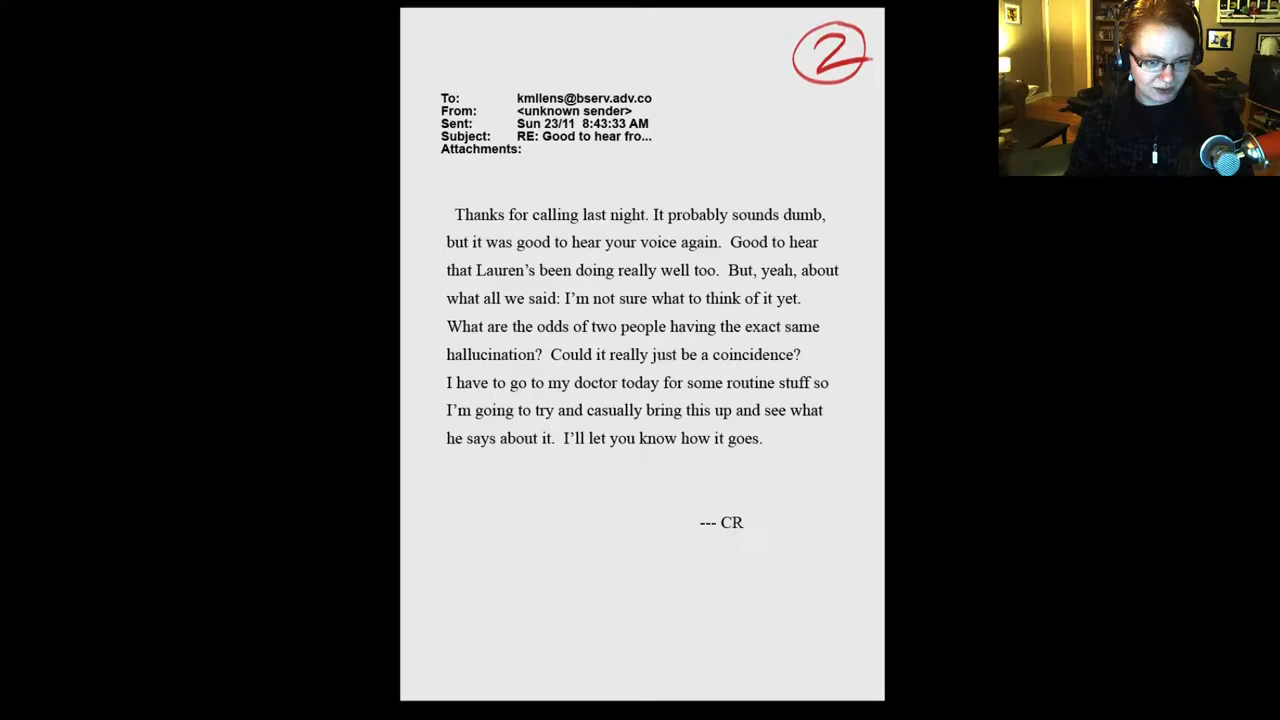 2
To: kmllens@bserv.adv.co
From: <unknown sender>
Sent: Sun 23/11 8:43:33 AM
Subject: RE: Good to hear fro...
Attachments:
Thanks for calling last night. It probably sounds dumb,
but it was good to hear your voice again.  Good to hear
that Lauren’s been doing really well too.  But, yeah, about
what all we said: I’m not sure what to think of it yet.
What are the odds of two people having the exact same
hallucination?  Could it really just be a coincidence?
I have to go to my doctor today for some routine stuff so
I’m going to try and casually bring this up and see what
he says about it.  I’ll let you know how it goes.
--- CR